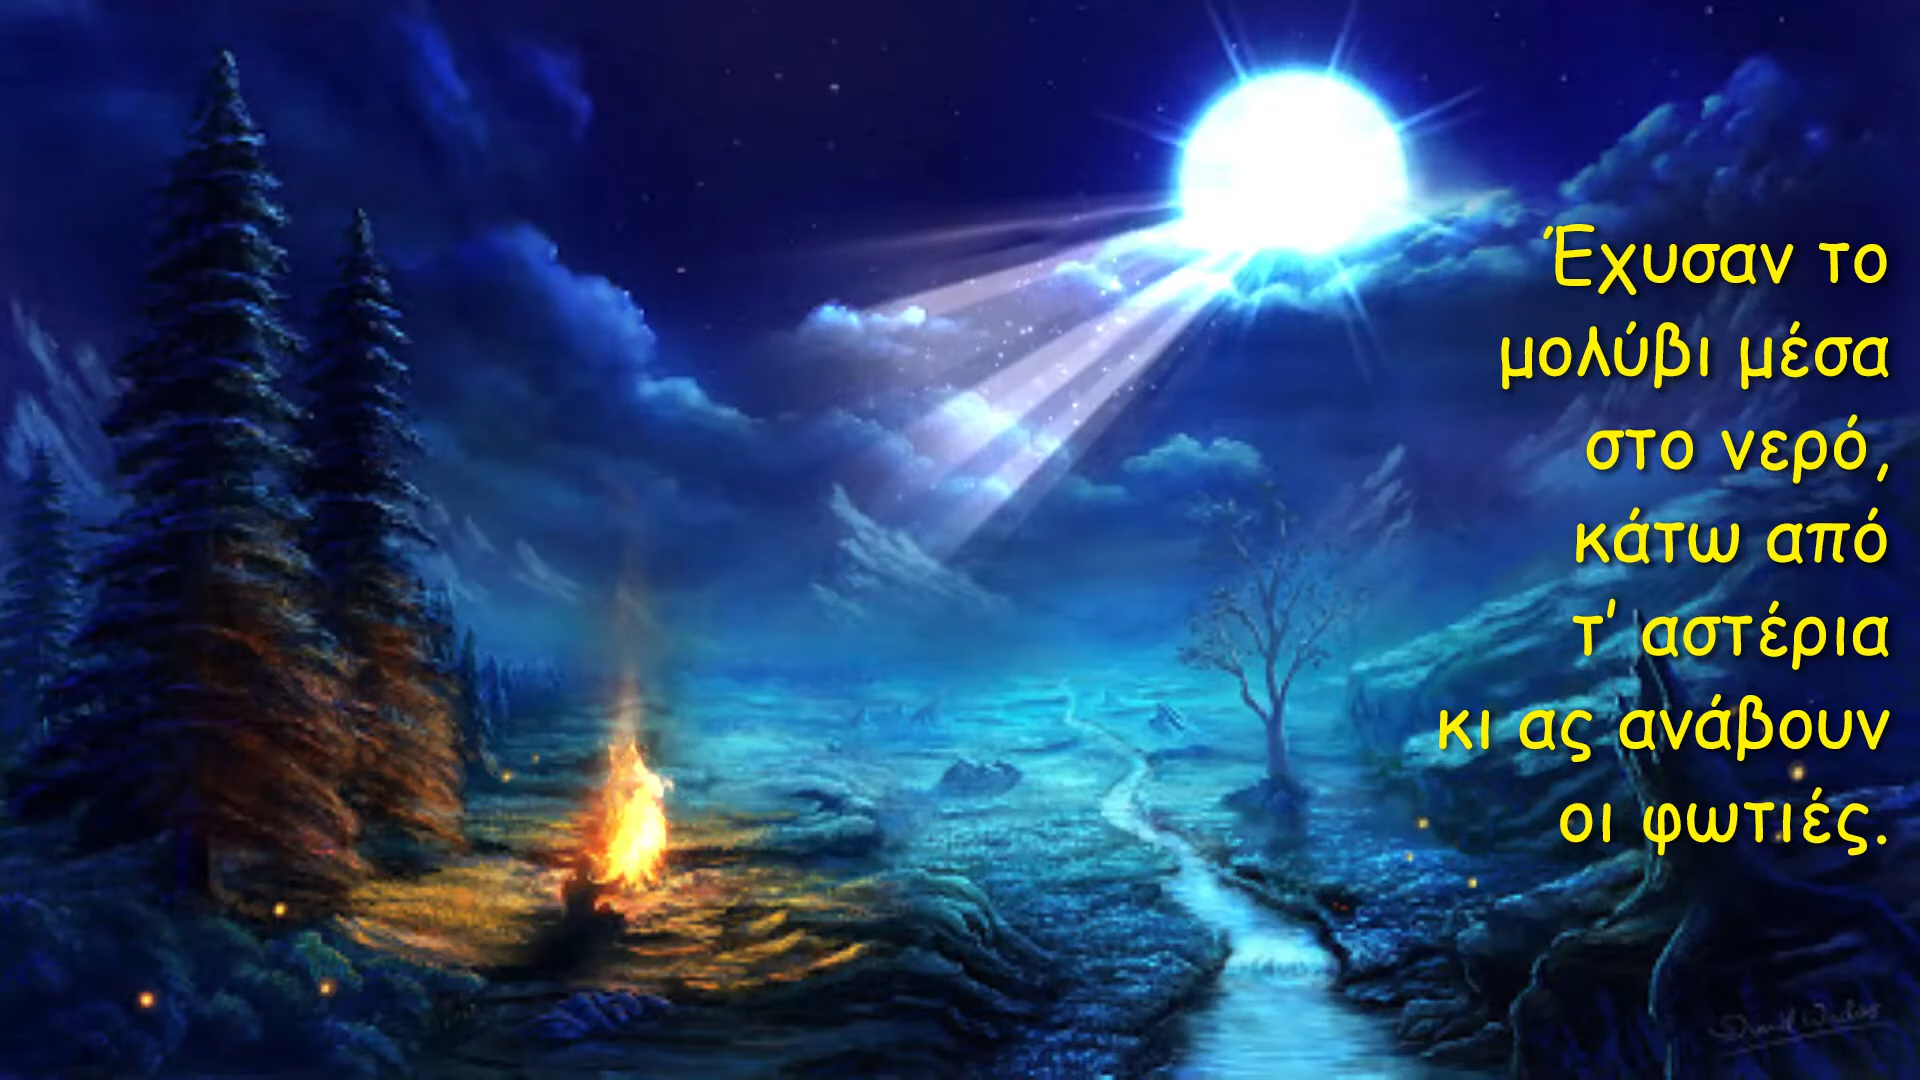 Έχυσαν το
μολύβι μέσα
στο νερό,
κάτω από
τ' αστέρια
κι ας ανάβουν
οι φωτιές.